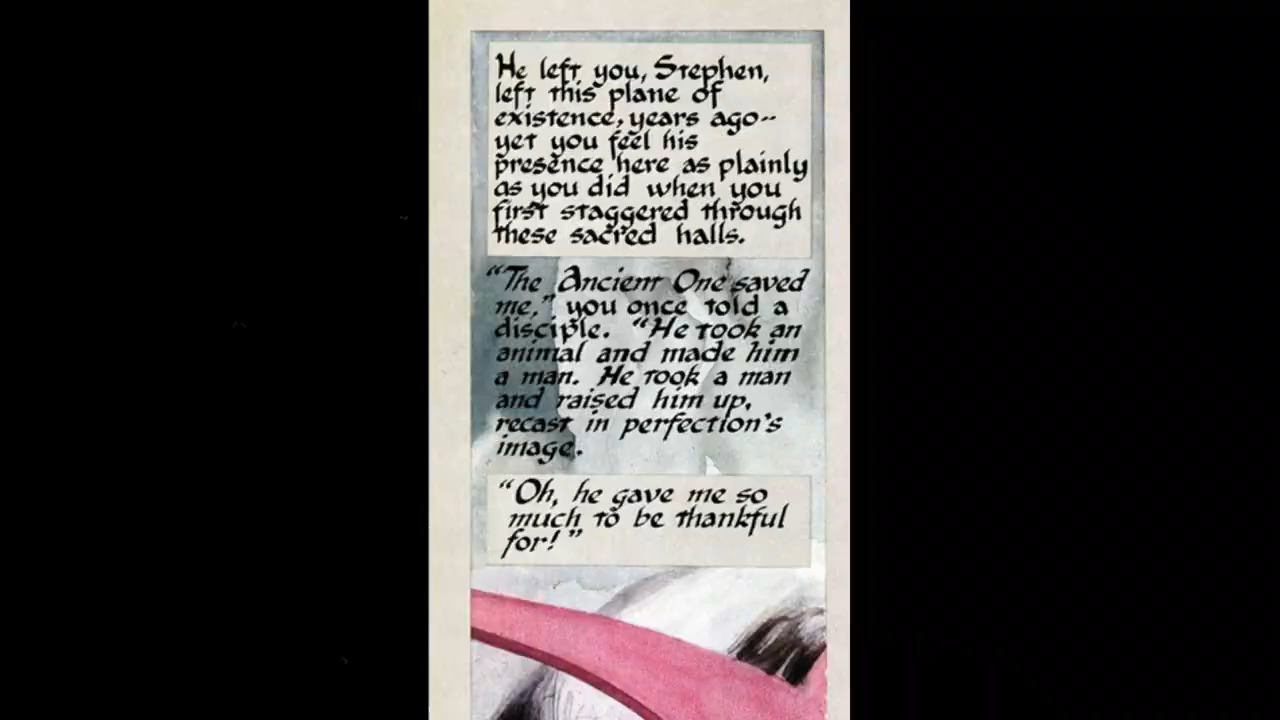 He left you, Stephen,
left this plane of
existence, years ago--
yet you feel his
presence here as plainly
as you did when you
first staggered through
these sacred halls.
"The Ancient One saved
me," you once told a
disciple. "He took an
animal and made him
a man. He took a man
and raised him up,
recast in perfection's
image.
"Oh, he gave me so
much to be thankful
for!"